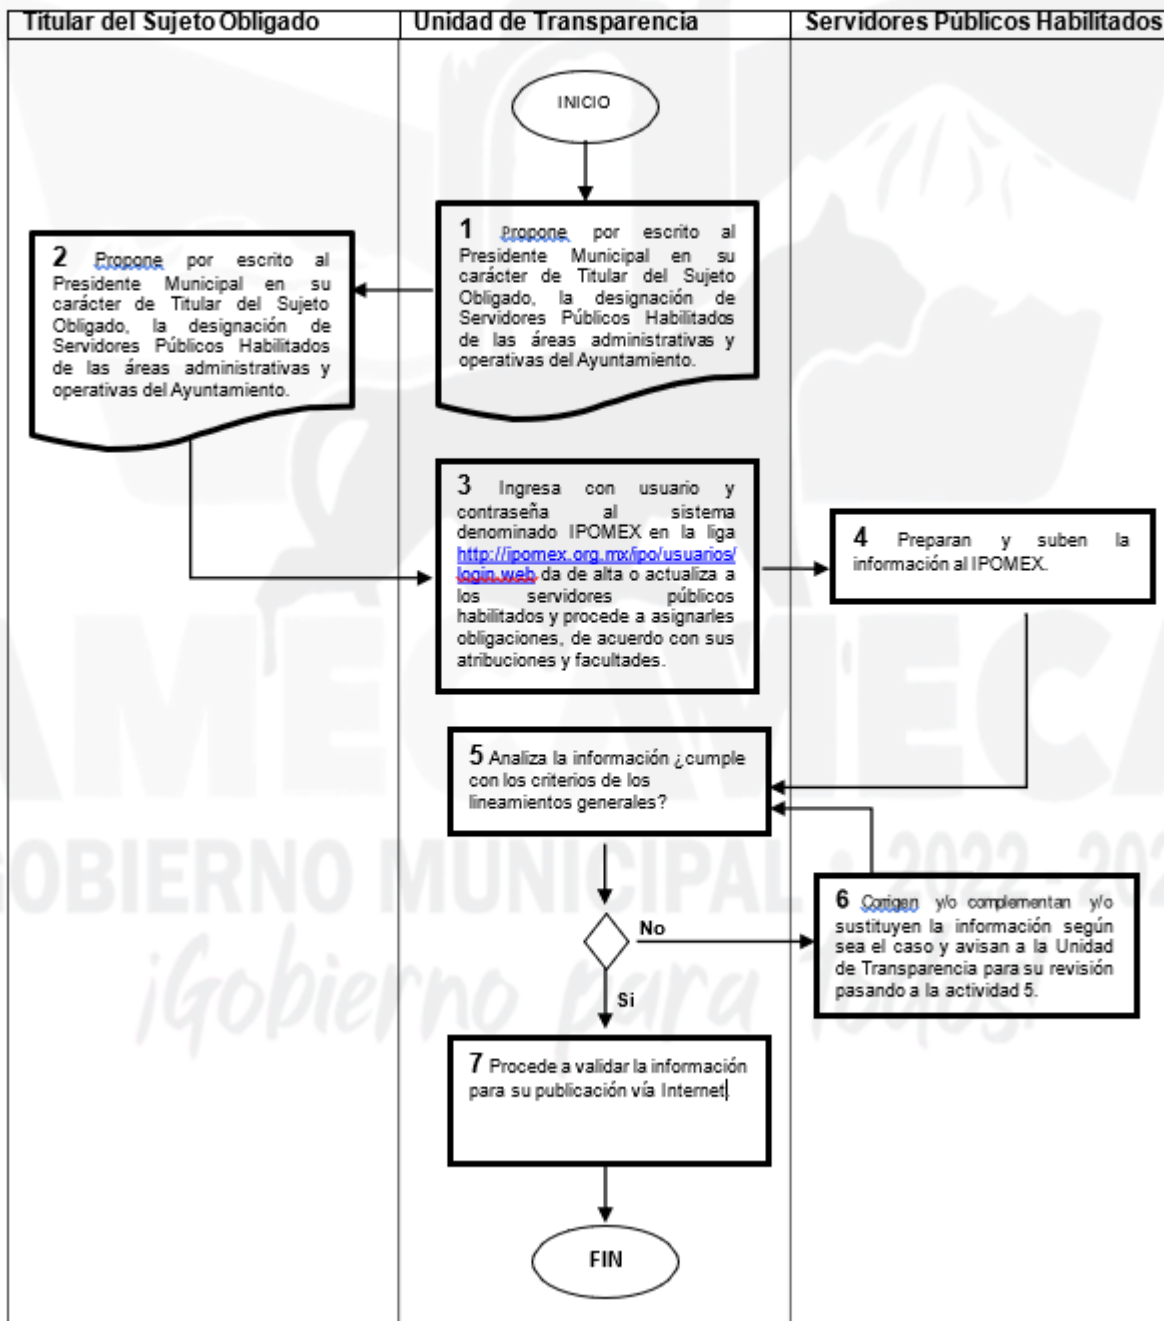 Titular del Sujeto Obligado
Unidad de Transparencia
Servidores Públicos Habilitados
INICIO
1 Propone por escrito al
Presidente Municipal en su
carácter de Titular del Sujeto
Obligado, la designación de
Servidores Públicos Habilitados
de las áreas administrativas y
operativas del Ayuntamiento.
2 Propone por escrito al
Presidente Municipal en su
carácter de Titular del Sujeto
Obligado, la designación de
Servidores Públicos Habilitados
de las áreas administrativas y
operativas del Ayuntamiento.
3 Ingresa con usuario y
contraseña al sistema
denominado IPOMEX en la liga
http://ipomex.org.mx/ipo/usuarios/
login.web da de alta o actualiza a
los servidores públicos
habilitados y procede a asignarles
obligaciones, de acuerdo con sus
atribuciones y facultades.
4 Preparan y suben la
información al IPOMEX.
5 Analiza la información ¿cumple
con los criterios de los
lineamientos generales?
No
6 Corrigen y/o complementan y/o
sustituyen la información según
sea el caso y avisan a la Unidad
de Transparencia para su revisión
pasando a la actividad 5.
Si
7 Procede a validar la información
para su publicación vía Internet.
FIN
AMECAMECA
GOBIERNO MUNICIPAL • 2022 - 202
¡Gobierno para Todos!